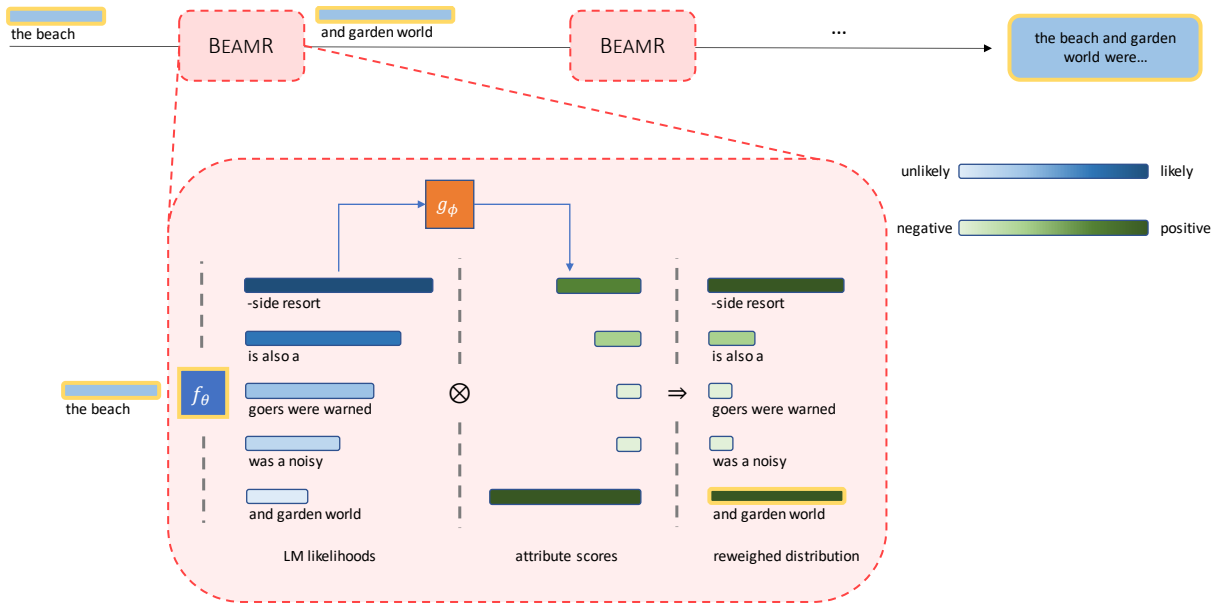 the beach
BEAMR
and garden world
BEAMR
...
the beach and garden
world were...
unlikely
likely
negative
positive
gϕ
-side resort
-side resort
is also a
is also a
the beach
fθ
goers were warned
⊗
⇒
goers were warned
was a noisy
was a noisy
and garden world
and garden world
LM likelihoods
attribute scores
reweighed distribution